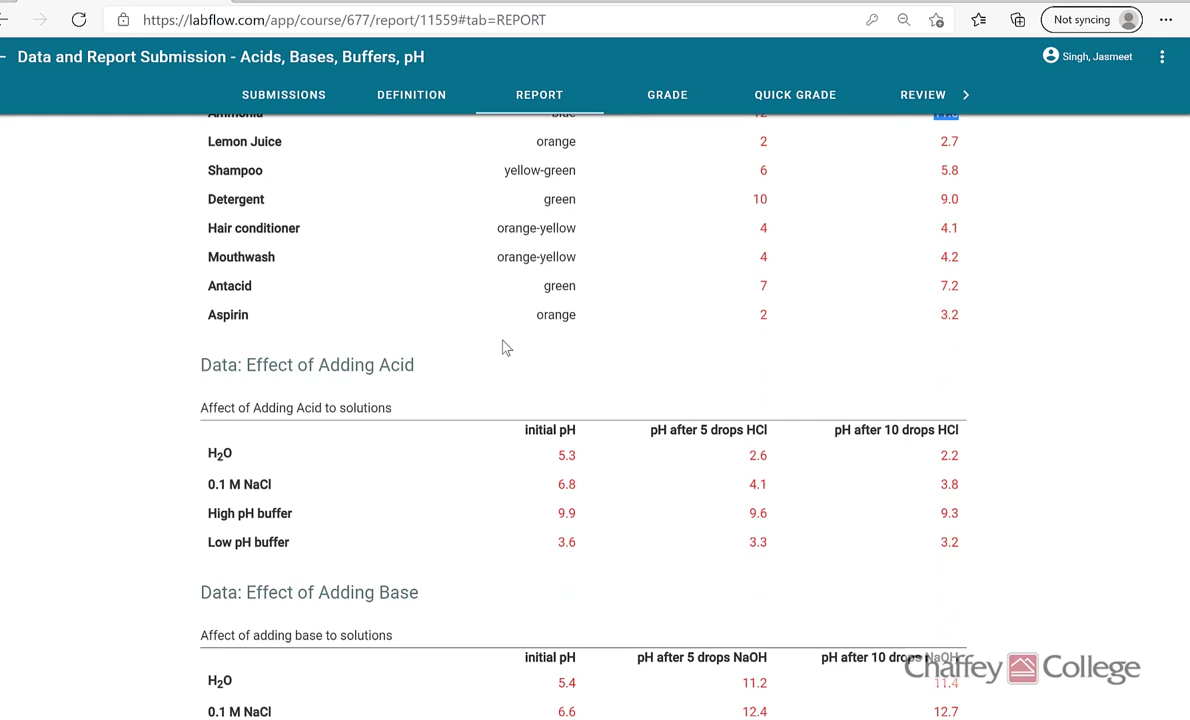 https://labflow.com/app/course/677/report/11559#tab=REPORT
Not syncing
Data and Report Submission - Acids, Bases, Buffers, pH
Singh, Jasmeet
SUBMISSIONS DEFINITION REPORT GRADE QUICK GRADE REVIEW
Ammonia blue 12
Lemon Juice orange 2 2.7
Shampoo yellow-green 6 5.8
Detergent green 10 9.0
Hair conditioner orange-yellow 4 4.1
Mouthwash orange-yellow 4 4.2
Antacid green 7 7.2
Aspirin orange 2 3.2
Data: Effect of Adding Acid
Affect of Adding Acid to solutions
initial pH pH after 5 drops HCl pH after 10 drops HCl
H₂O 5.3 2.6 2.2
0.1 M NaCl 6.8 4.1 3.8
High pH buffer 9.9 9.6 9.3
Low pH buffer 3.6 3.3 3.2
Data: Effect of Adding Base
Affect of adding base to solutions
initial pH pH after 5 drops NaOH pH after 10 drops NaOH
Chaffey College
H₂O 5.4 11.2 11.4
0.1 M NaCl 6.6 12.4 12.7